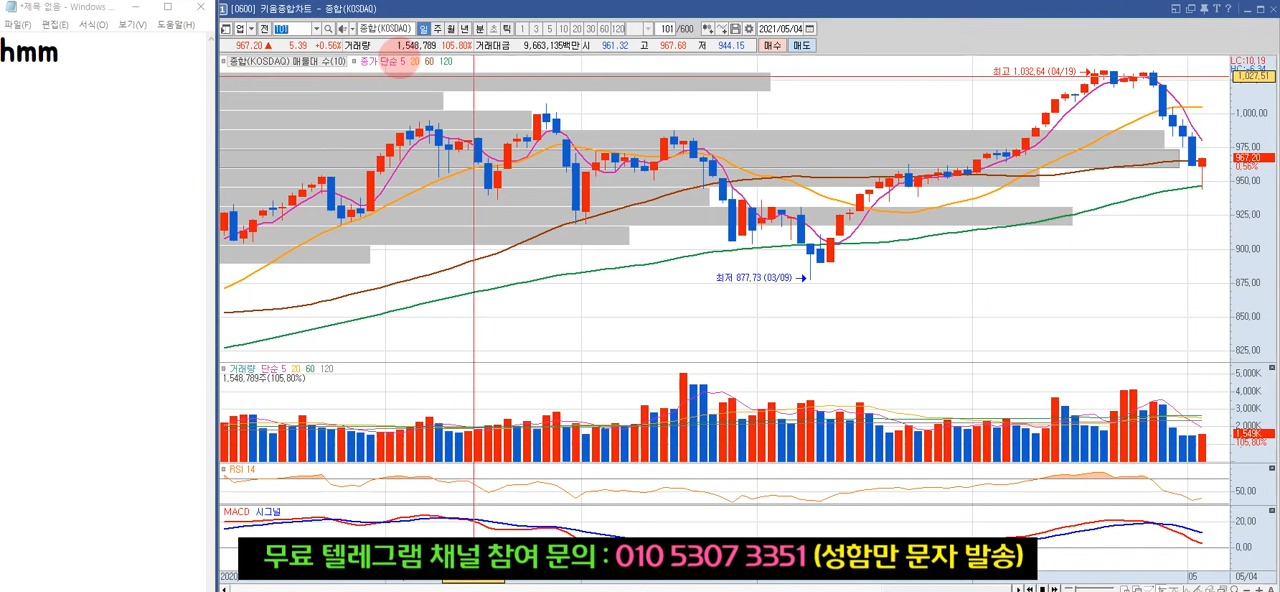 *제목 없음 - Windows ...
파일(F) 편집(E) 서식(O) 보기(V) 도움말(H)
hmm
[0600] 키움종합차트 - 종합(KOSDAQ)
업 전 101 종합(KOSDAQ) 일 주 월 년 분 초 틱 1 3 5 10 20 30 60 120 101 /600 2021/05/04
967.20 ▲ 5.39 +0.56% 거래량 1,548,789 105.80% 거래대금 9,663,135백만 시 961.32 고 967.68 저 944.15 매수 매도
종합(KOSDAQ) 매물대 수(10) 종가 단순 5 20 60 120
LC:10.19
HC:-6.34
최고 1,032,64 (04/19)
1,027,51
1,000,00
975,00
967,20
0.56%
950,00
925,00
900,00
최저 877,73 (03/09)
875,00
850,00
825,00
거래량 단순 5 20 60 120
1,548,789주(105,80%)
5,000K
4,000K
3,000K
2,000K
1,549K
105,80%
RSI 14
50,00
MACD 시그널
20,00
0,00
무료 텔레그램 채널 참여 문의 : 010 5307 3351 (성함만 문자 발송)
2020 05 05/04